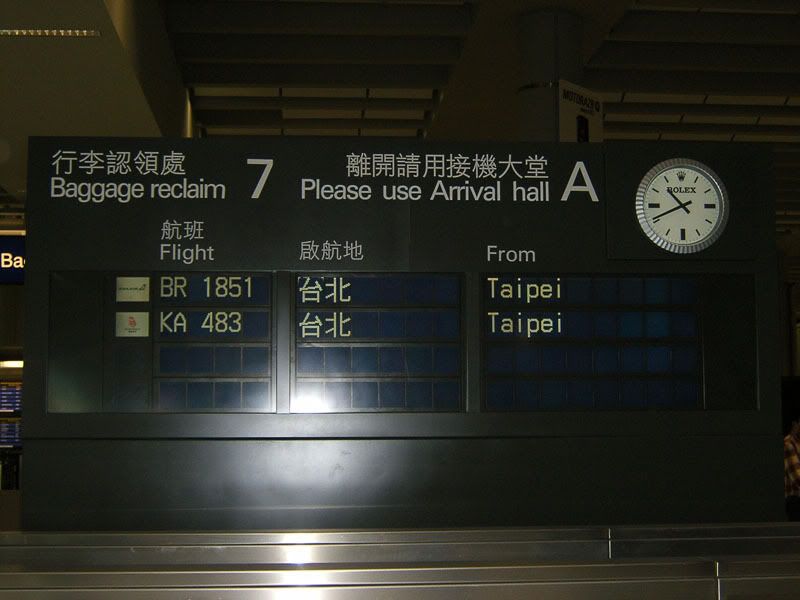 行李認領處
Baggage reclaim
7
離開請用接機大堂
Please use Arrival hall
A
ROLEX
MOTORAZR
航班
Flight
啟航地
From
Ba
BR 1851 台北 Taipei
KA 483 台北 Taipei